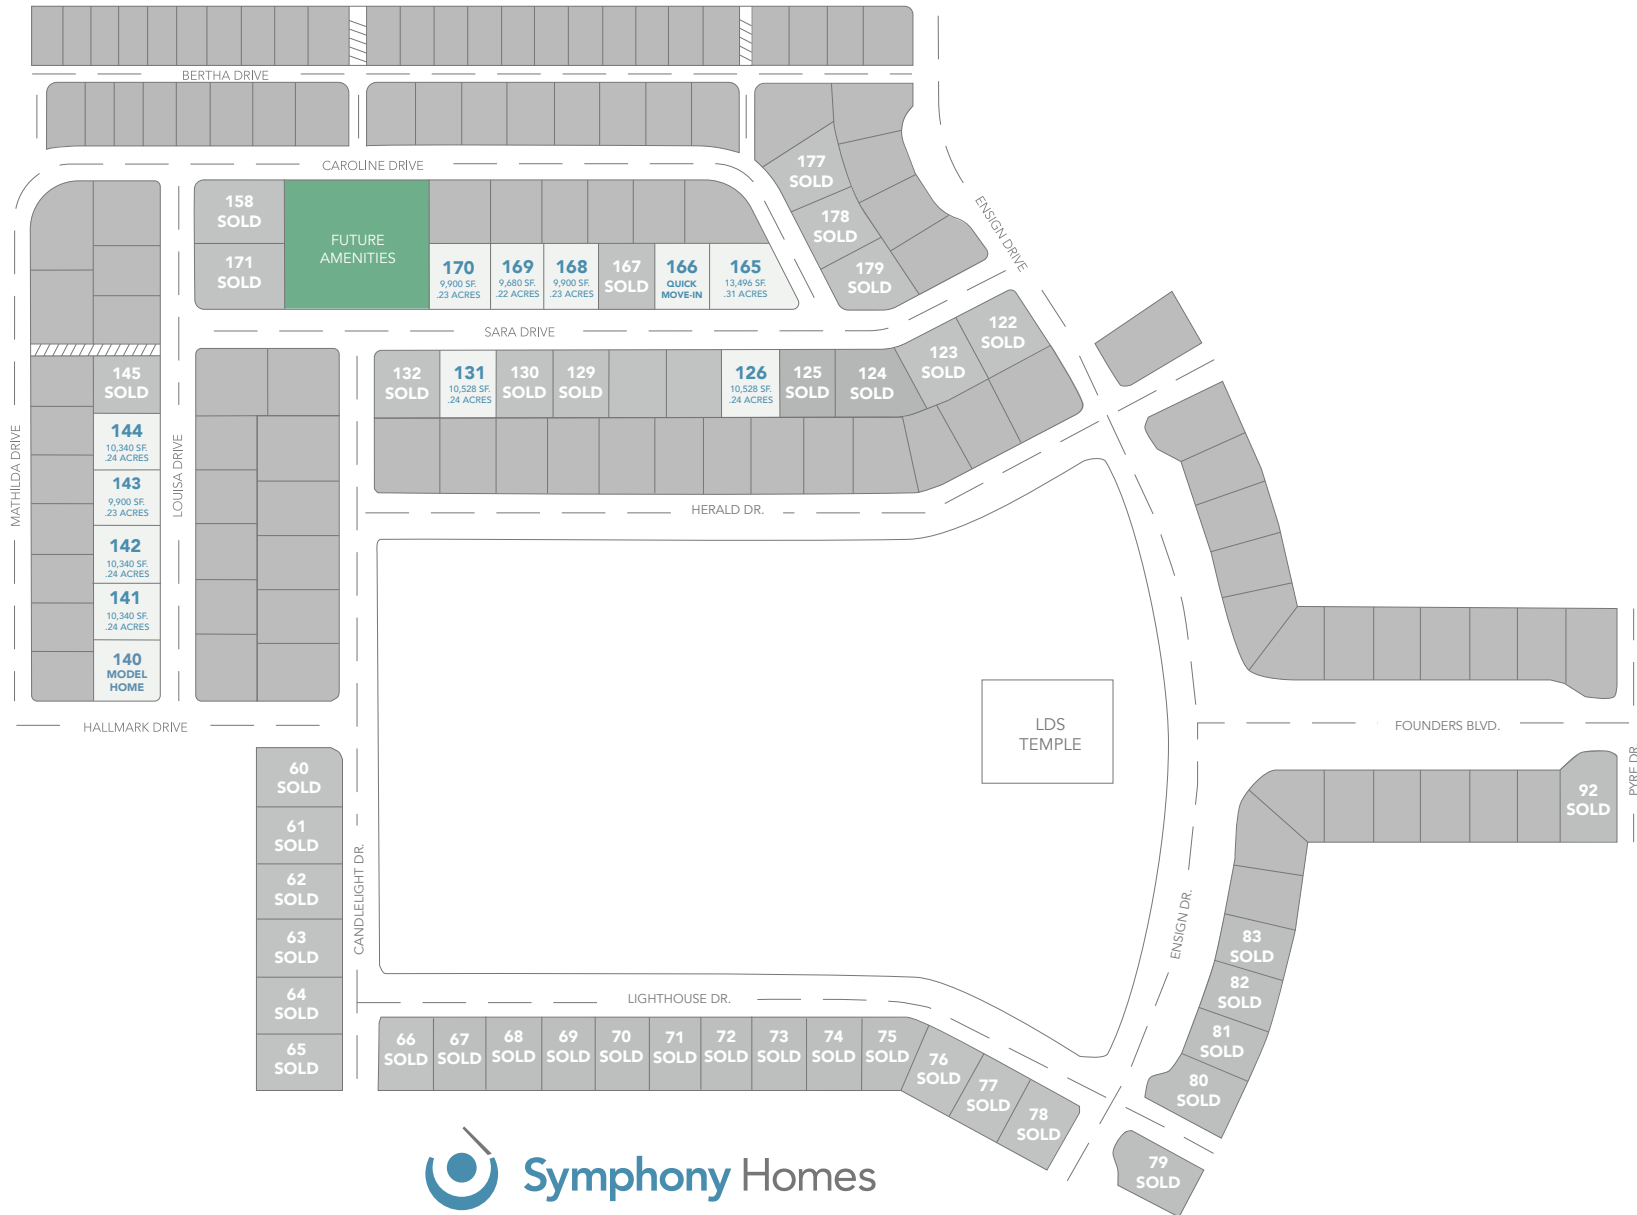 BERTHA DRIVE
CAROLINE DRIVE
177
SOLD
158
SOLD
ENSIGN DRIVE
178
SOLD
FUTURE
AMENITIES
171
SOLD
170
9,900 SF.
.23 ACRES
169
9,680 SF.
.22 ACRES
168
9,900 SF.
.23 ACRES
167
SOLD
166
QUICK
MOVE-IN
165
13,496 SF.
.31 ACRES
179
SOLD
SARA DRIVE
122
SOLD
123
SOLD
145
SOLD
132
SOLD
131
10,528 SF.
.24 ACRES
130
SOLD
129
SOLD
126
10,528 SF.
.24 ACRES
125
SOLD
124
SOLD
MATHILDA DRIVE
144
10,340 SF.
.24 ACRES
LOUISA DRIVE
143
9,900 SF.
.23 ACRES
HERALD DR.
142
10,340 SF.
.24 ACRES
141
10,340 SF.
.24 ACRES
140
MODEL
HOME
HALLMARK DRIVE
LDS
TEMPLE
FOUNDERS BLVD.
PYRE DR.
60
SOLD
92
SOLD
61
SOLD
CANDLELIGHT DR.
62
SOLD
ENSIGN DR.
63
SOLD
83
SOLD
64
SOLD
82
SOLD
LIGHTHOUSE DR.
65
SOLD
66
SOLD
67
SOLD
68
SOLD
69
SOLD
70
SOLD
71
SOLD
72
SOLD
73
SOLD
74
SOLD
75
SOLD
81
SOLD
76
SOLD
77
SOLD
78
SOLD
80
SOLD
79
SOLD
Symphony Homes